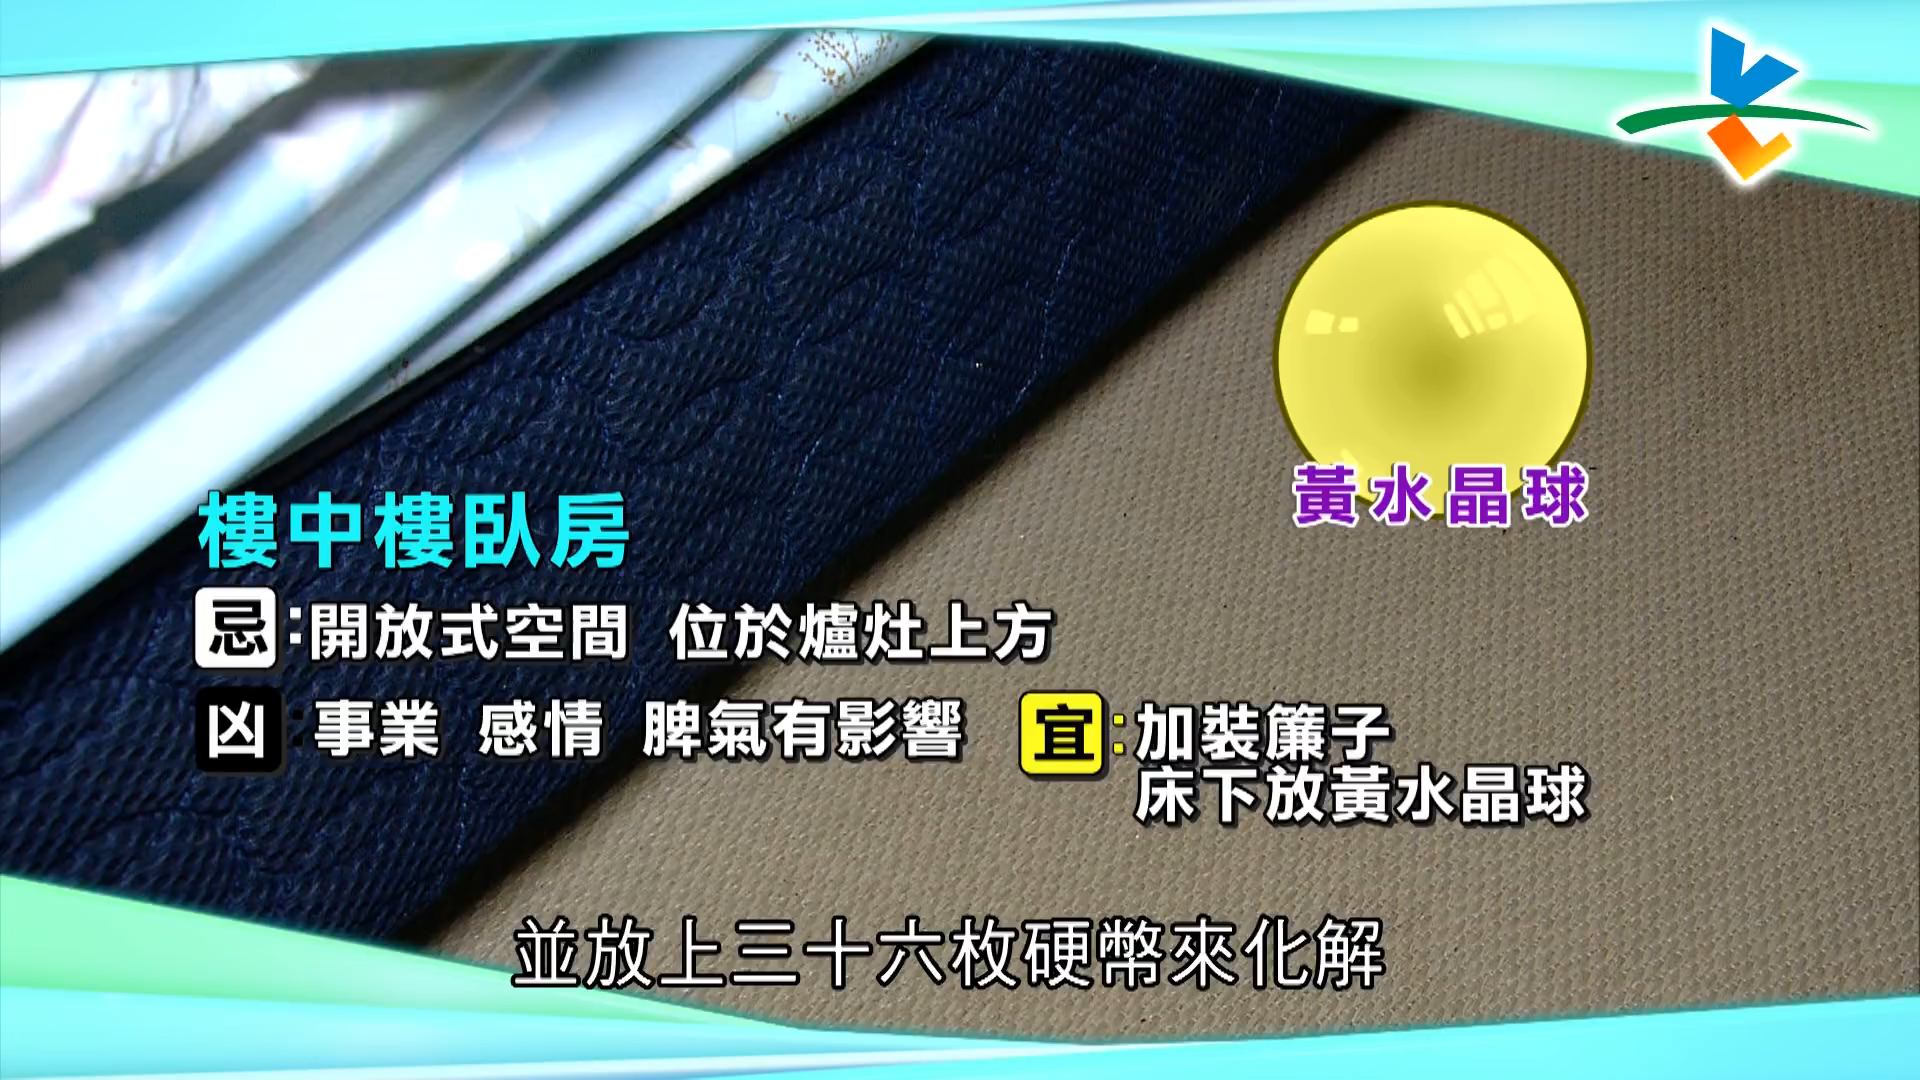 黃水晶球
樓中樓臥房
忌:開放式空間 位於爐灶上方
凶:事業 感情 脾氣有影響
宜:加裝簾子
床下放黃水晶球
並放上三十六枚硬幣來化解